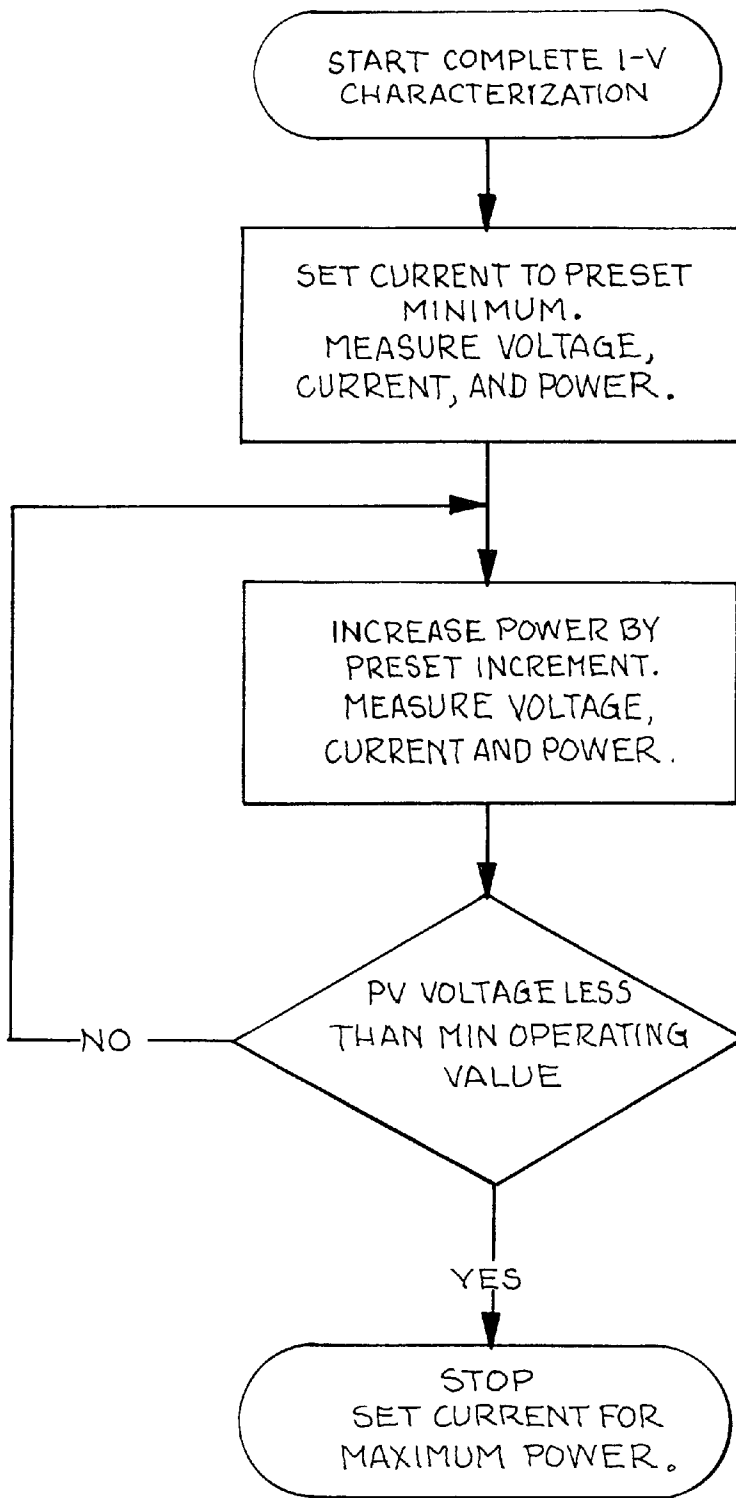 START COMPLETE I-V
CHARACTERIZATION
SET CURRENT TO PRESET
MINIMUM.
MEASURE VOLTAGE,
CURRENT, AND POWER.
INCREASE POWER BY
PRESET INCREMENT.
MEASURE VOLTAGE,
CURRENT AND POWER.
PV VOLTAGE LESS
THAN MIN OPERATING
VALUE
NO
YES
STOP
SET CURRENT FOR
MAXIMUM POWER.